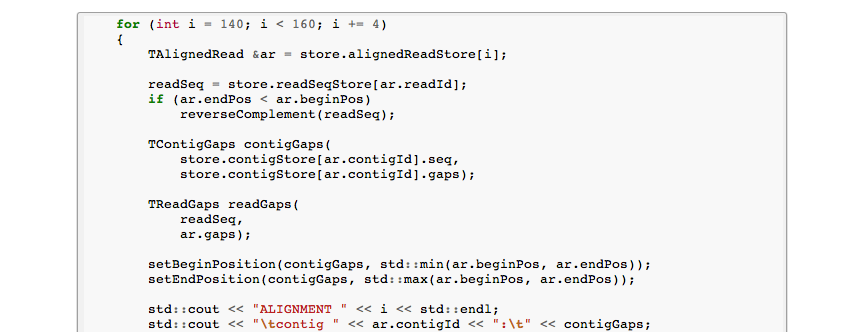 for (int i = 140; i < 160; i += 4)
{
    TAlignedRead &ar = store.alignedReadStore[i];

    readSeq = store.readSeqStore[ar.readId];
    if (ar.endPos < ar.beginPos)
        reverseComplement(readSeq);

    TContigGaps contigGaps(
        store.contigStore[ar.contigId].seq,
        store.contigStore[ar.contigId].gaps);

    TReadGaps readGaps(
        readSeq,
        ar.gaps);

    setBeginPosition(contigGaps, std::min(ar.beginPos, ar.endPos));
    setEndPosition(contigGaps, std::max(ar.beginPos, ar.endPos));

    std::cout << "ALIGNMENT " << i << std::endl;
    std::cout << "\tcontig " << ar.contigId << ":\t" << contigGaps;